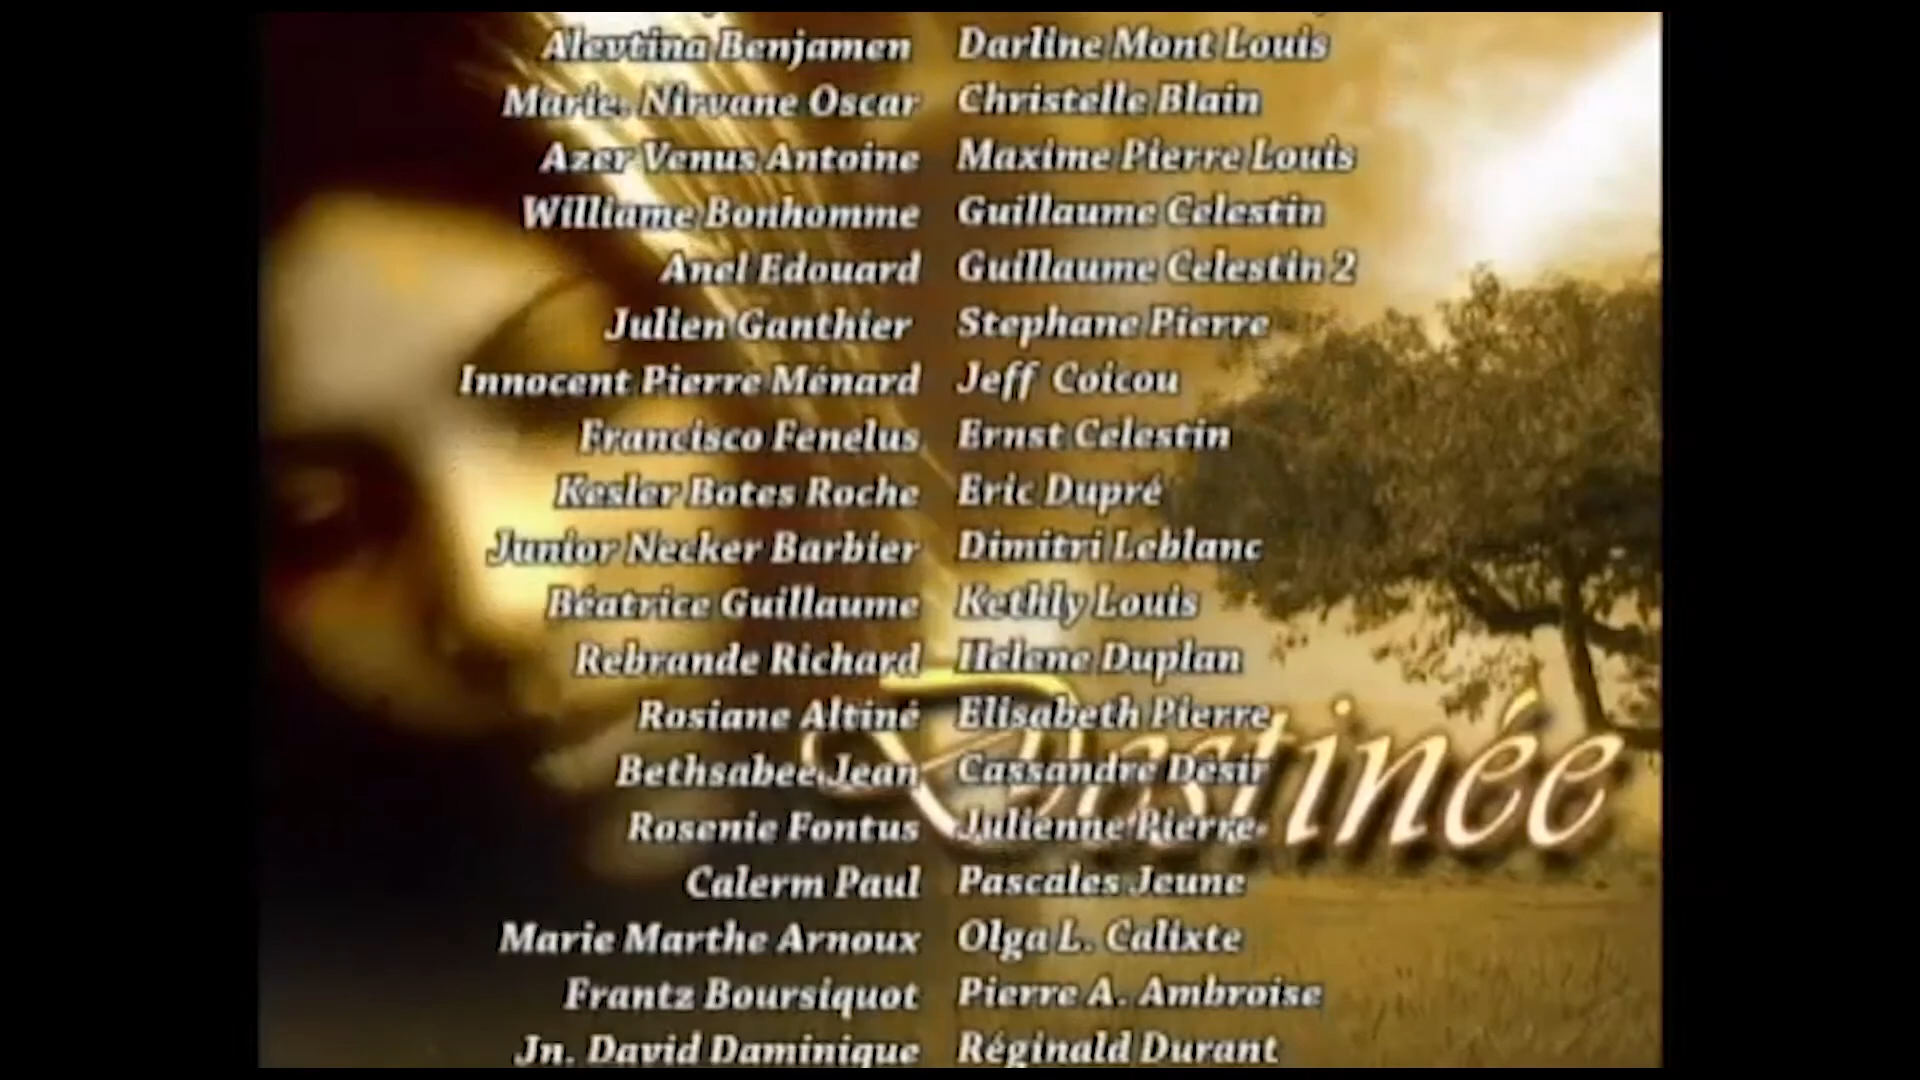 Alevtina Benjamen Darline Mont Louis
Marie. Nirvane Oscar Christelle Blain
Azer Venus Antoine Maxime Pierre Louis
Williame Bonhomme Guillaume Celestin
Anel Edouard Guillaume Celestin 2
Julien Ganthier Stephane Pierre
Innocent Pierre Ménard Jeff Coicou
Francisco Fenelus Ernst Celestin
Kesler Botes Roche Eric Dupré
Junior Necker Barbier Dimitri Leblanc
Béatrice Guillaume Kethly Louis
Rebrande Richard Helene Duplan
Rosiane Altiné Elisabeth Pierre
Bethsabee Jean Cassandre Desir
Rosenie Fontus Julienne Pierre
Calerm Paul Pascales Jeune
Marie Marthe Arnoux Olga L. Calixte
Frantz Boursiquot Pierre A. Ambroise
Jn. David Daminique Réginald Durant
Destinée